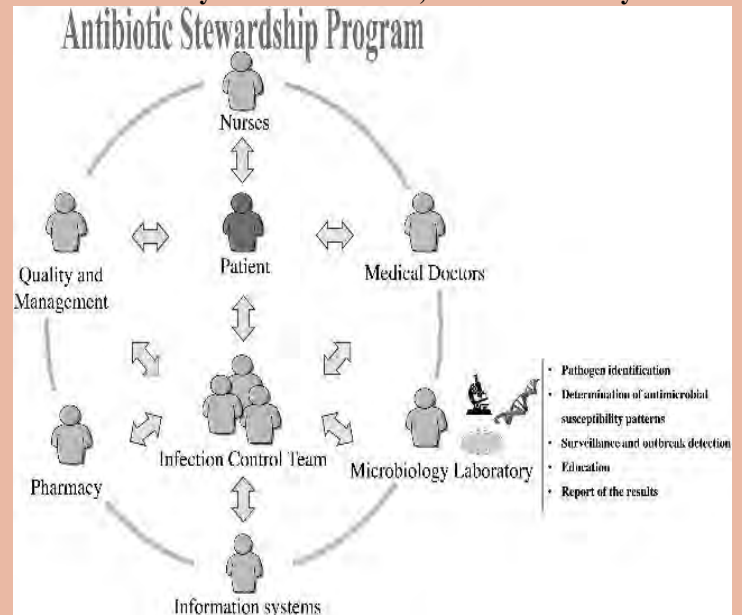 Antibiotic Stewardship Program
Nurses
Patient
Quality and
Management
Medical Doctors
Infection Control Team
Pharmacy
Microbiology Laboratory
• Pathogen identification
• Determination of antimicrobial
susceptibility patterns
• Surveillance and outbreak detection
• Education
• Report of the results
Information systems